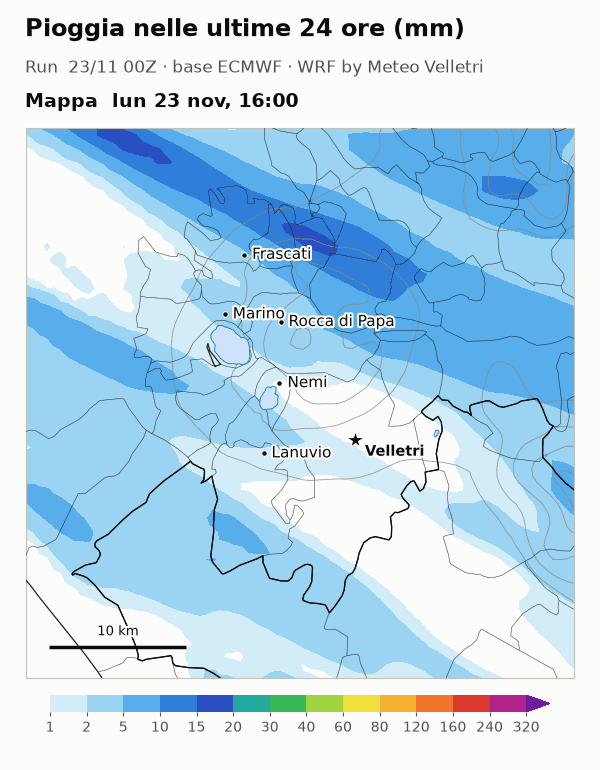 Pioggia nelle ultime 24 ore (mm)
Run  23/11 00Z · base ECMWF · WRF by Meteo Velletri
Mappa  lun 23 nov, 16:00
Frascati
Marino
Rocca di Papa
Nemi
Velletri
Lanuvio
10 km
1 2 5 10 15 20 30 40 60 80 120 160 240 320